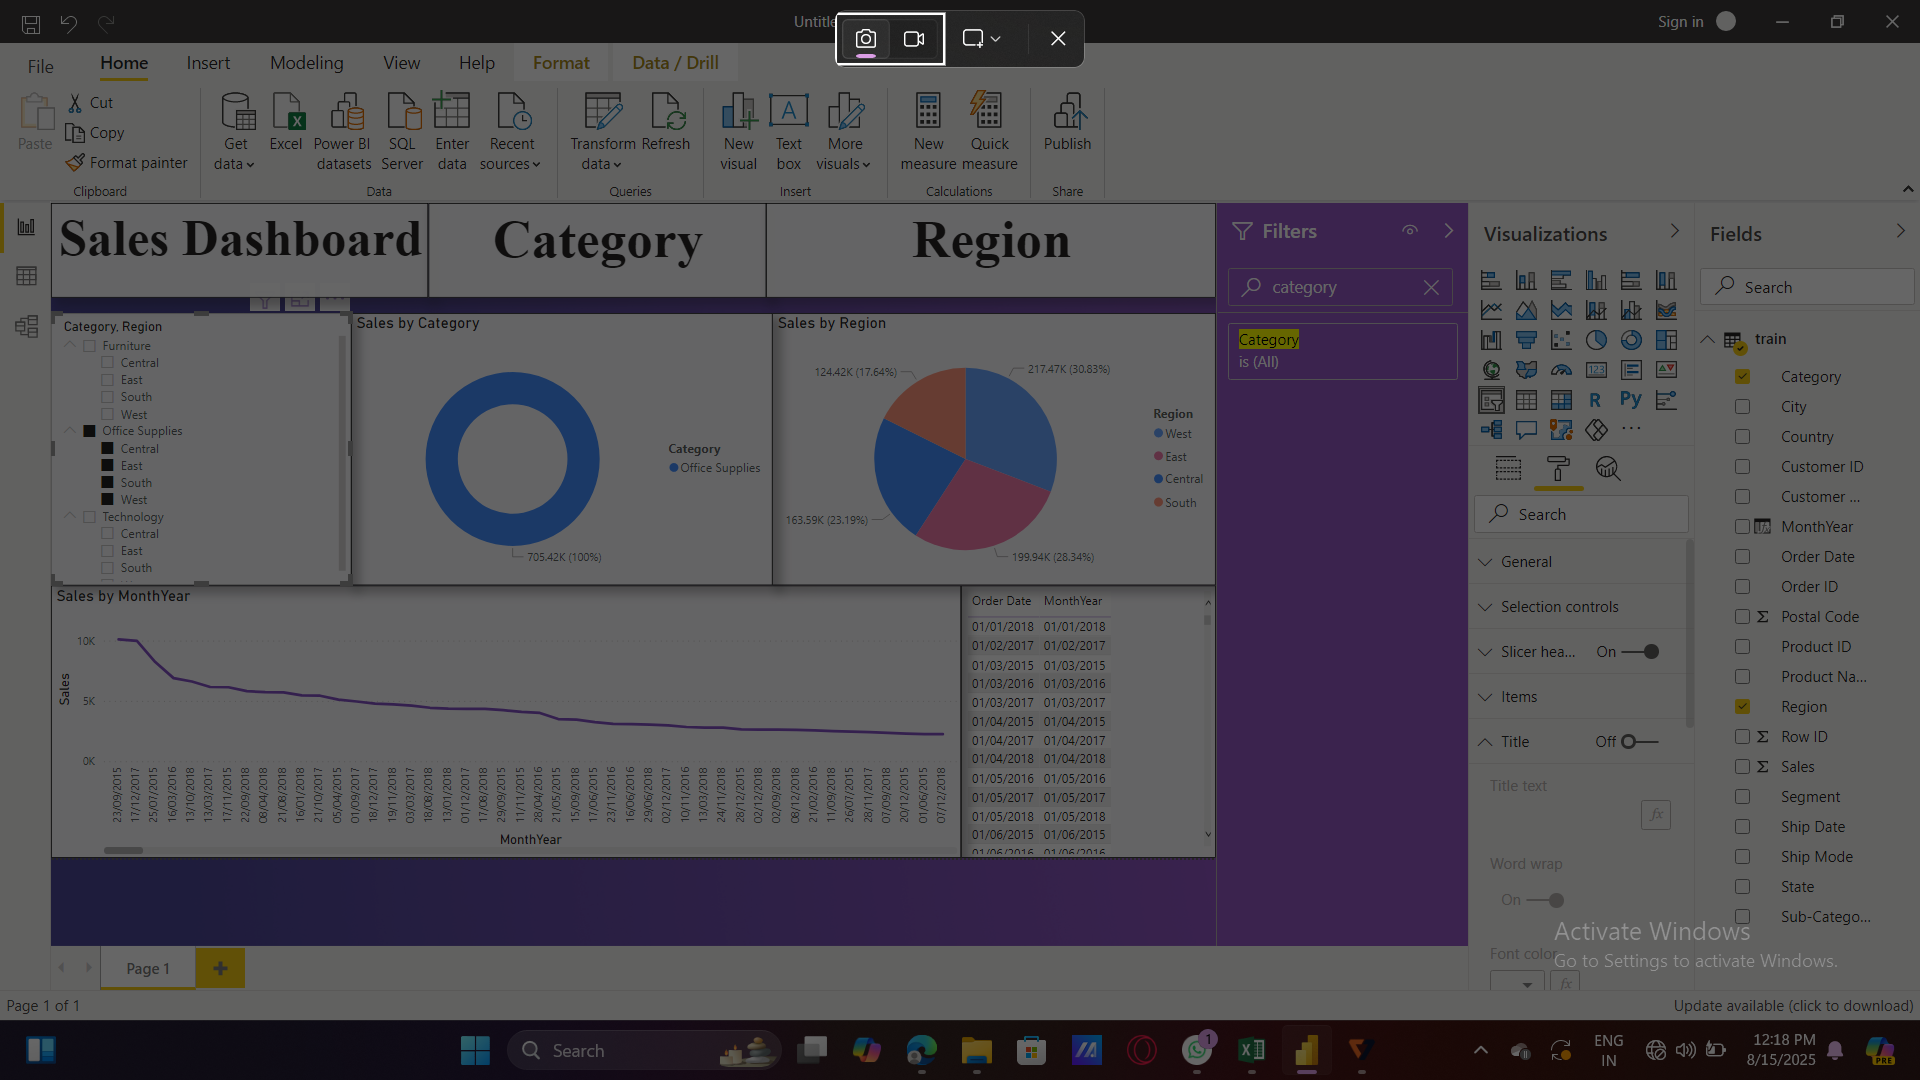 Untitle
Sign in
File
Home
Insert
Modeling
View
Help
Format
Data / Drill
Paste
Cut
Copy
Format painter
Clipboard
Get data
Excel
Power BI datasets
SQL Server
Enter data
Recent sources
Data
Transform data
Refresh
Queries
New visual
Text box
More visuals
Insert
New measure
Quick measure
Calculations
Publish
Share
Sales Dashboard
Category
Region
Category, Region
Furniture
Central
East
South
West
Office Supplies
Central
East
South
West
Technology
Central
East
South
Sales by Category
705.42K (100%)
Category
Office Supplies
Sales by Region
124.42K (17.64%)
217.47K (30.83%)
163.59K (23.19%)
199.94K (28.34%)
Region
West
East
Central
South
Sales by MonthYear
Sales
10K
5K
0K
23/09/2015
17/12/2017
25/07/2015
16/03/2016
13/10/2018
13/03/2017
17/11/2015
22/09/2018
08/04/2018
21/08/2018
16/01/2018
21/10/2017
05/04/2015
01/09/2018
18/12/2017
19/11/2018
03/04/2017
18/08/2018
13/01/2018
01/12/2017
17/08/2018
29/05/2018
11/11/2015
28/04/2016
21/05/2015
15/09/2018
17/06/2015
23/11/2016
16/06/2016
29/06/2018
02/12/2017
10/11/2016
13/03/2018
24/11/2018
28/12/2015
02/12/2018
02/09/2018
08/12/2018
21/02/2016
11/09/2018
26/07/2015
28/11/2017
07/09/2018
20/12/2015
01/06/2015
07/12/2018
MonthYear
Order Date MonthYear
01/01/2018 01/01/2018
01/02/2017 01/02/2017
01/03/2015 01/03/2015
01/03/2016 01/03/2016
01/03/2017 01/03/2017
01/04/2015 01/04/2015
01/04/2017 01/04/2017
01/04/2018 01/04/2018
01/05/2016 01/05/2016
01/05/2017 01/05/2017
01/05/2018 01/05/2018
01/06/2015 01/06/2015
01/06/2016 01/06/2016
Filters
category
Category
is (All)
Visualizations
R
Py
123
Search
General
Selection controls
Slicer hea... On
Items
Title Off
Title text
fx
Word wrap
On
Font color
fx
Fields
Search
train
Category
City
Country
Customer ID
Customer ...
MonthYear
Order Date
Order ID
Postal Code
Product ID
Product Na...
Region
Row ID
Sales
Segment
Ship Date
Ship Mode
State
Sub-Catego...
Activate Windows
Go to Settings to activate Windows.
Page 1
Page 1 of 1
Update available (click to download)
Search
1
ENG
IN
12:18 PM
8/15/2025
PRE